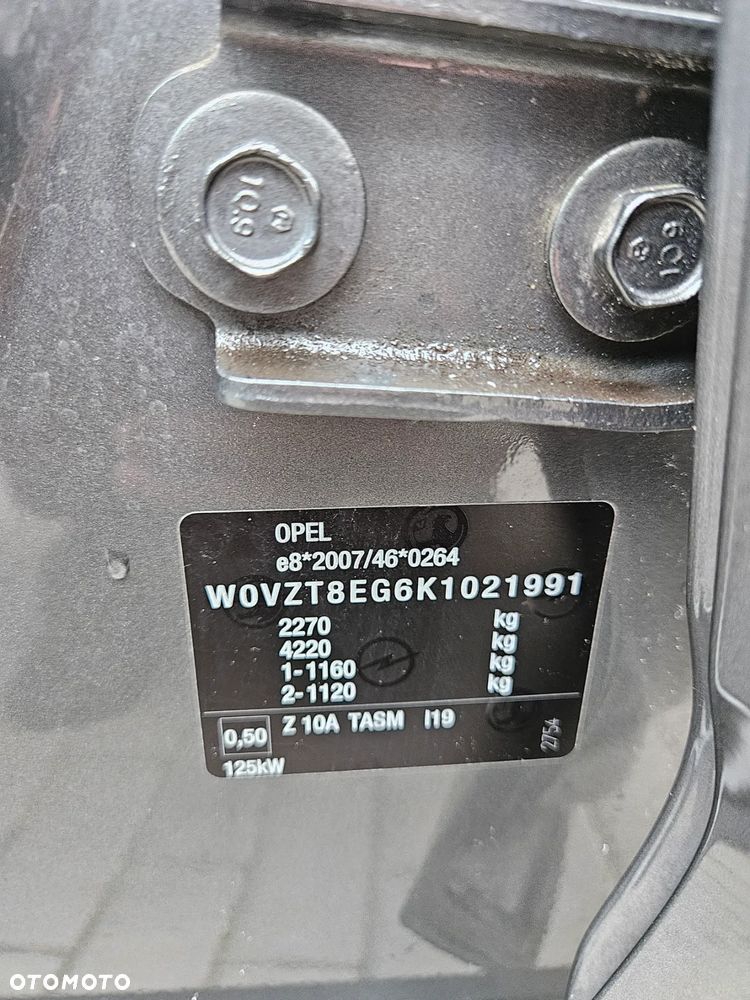 10.9
10.9
OPEL
e8*2007/46*0264
W0VZT8EG6K1021991
2270 kg
4220 kg
1-1160 kg
2-1120 kg
0,50 Z 10A TASM I19
125kW
2754
OTOMOTO